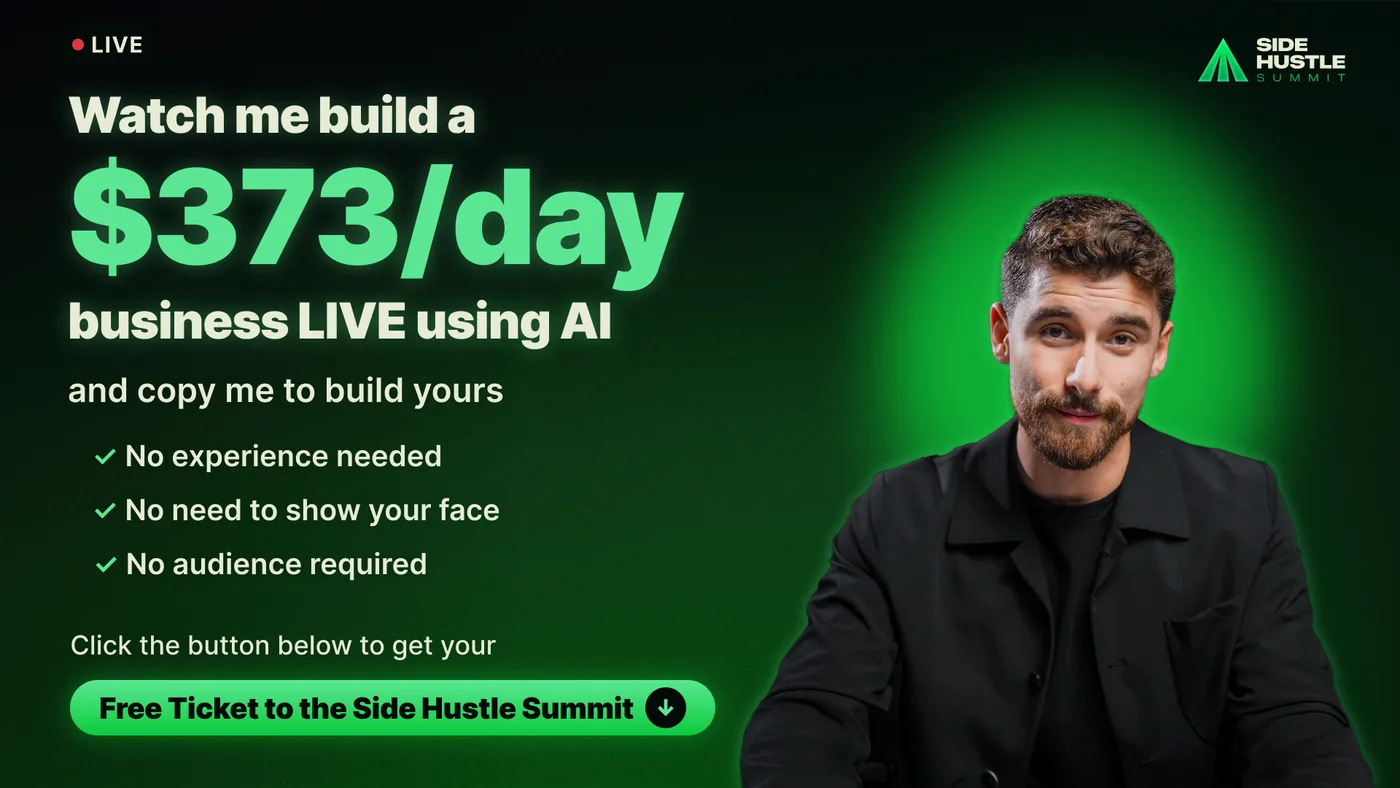 LIVE
SIDE
HUSTLE
SUMMIT
Watch me build a
$373/day
business LIVE using AI
and copy me to build yours
✓ No experience needed
✓ No need to show your face
✓ No audience required
Click the button below to get your
Free Ticket to the Side Hustle Summit